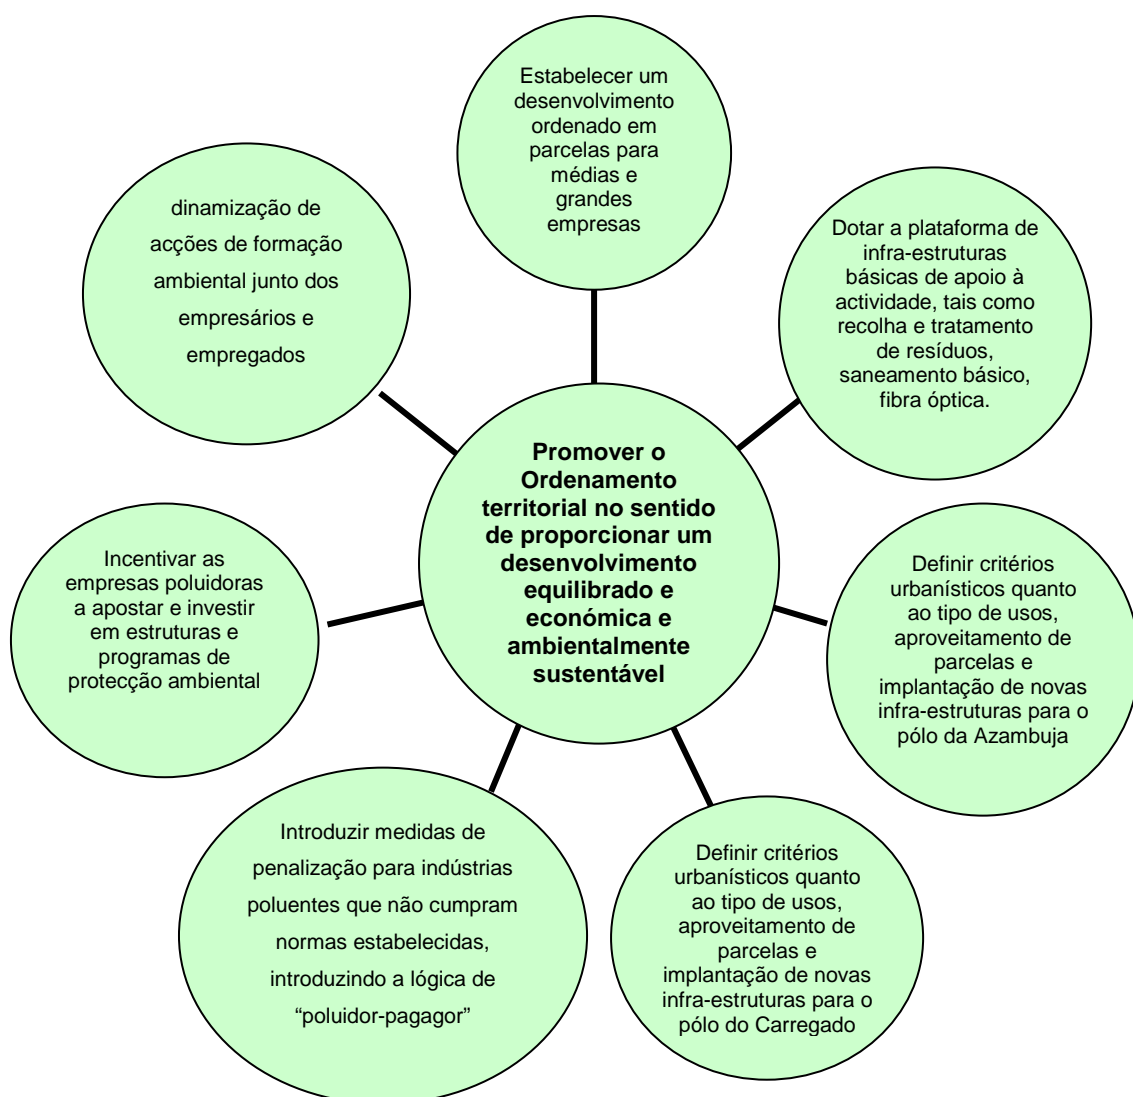 Estabelecer um
desenvolvimento
ordenado em
parcelas para
médias e
grandes
empresas
dinamização de
acções de formação
ambiental junto dos
empresários e
empregados
Dotar a plataforma de
infra-estruturas
básicas de apoio à
actividade, tais como
recolha e tratamento
de resíduos,
saneamento básico,
fibra óptica.
Promover o
Ordenamento
territorial no sentido
de proporcionar um
desenvolvimento
equilibrado e
económica e
ambientalmente
sustentável
Incentivar as
empresas poluidoras
a apostar e investir
em estruturas e
programas de
protecção ambiental
Definir critérios
urbanísticos quanto
ao tipo de usos,
aproveitamento de
parcelas e
implantação de novas
infra-estruturas para o
pólo da Azambuja
Introduzir medidas de
penalização para indústrias
poluentes que não cumpram
normas estabelecidas,
introduzindo a lógica de
“poluidor-pagagor”
Definir critérios
urbanísticos quanto
ao tipo de usos,
aproveitamento de
parcelas e
implantação de novas
infra-estruturas para o
pólo do Carregado